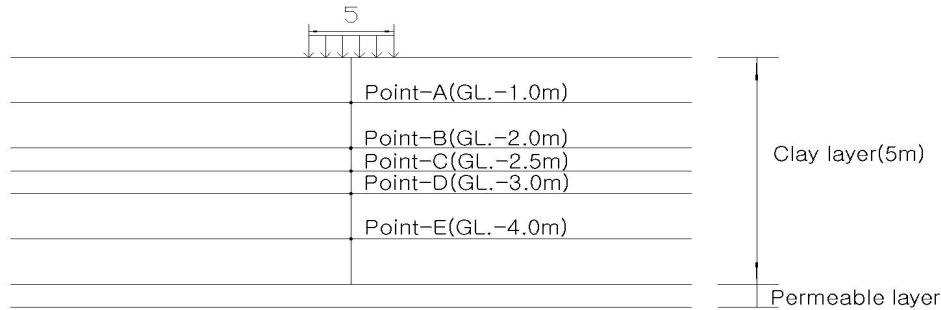 5
Point-A(GL.-1.0m)
Point-B(GL.-2.0m)
Point-C(GL.-2.5m)
Point-D(GL.-3.0m)
Point-E(GL.-4.0m)
Clay layer(5m)
Permeable layer